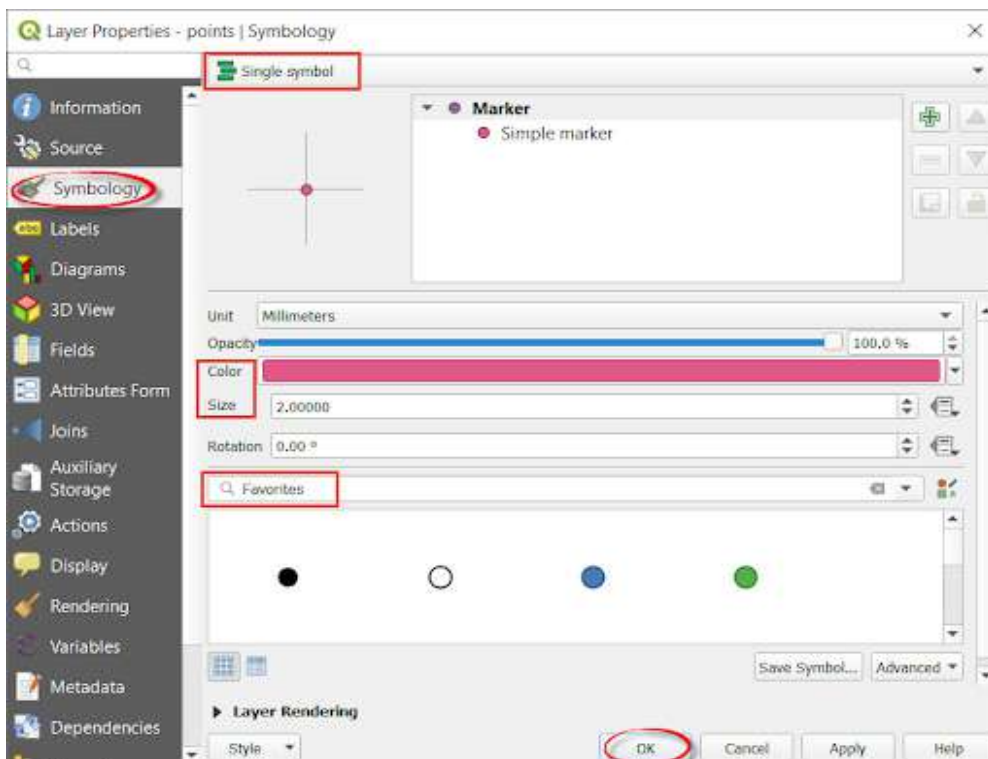 Layer Properties - points | Symbology
Single symbol
Information
Source
Symbology
abc Labels
Diagrams
3D View
Fields
Attributes Form
Joins
Auxiliary
Storage
Actions
Display
Rendering
Variables
Metadata
Dependencies
Marker
Simple marker
Unit Millimeters
Opacity 100.0 %
Color
Size 2.00000
Rotation 0.00 °
Favorites
Save Symbol... Advanced
Layer Rendering
Style OK Cancel Apply Help